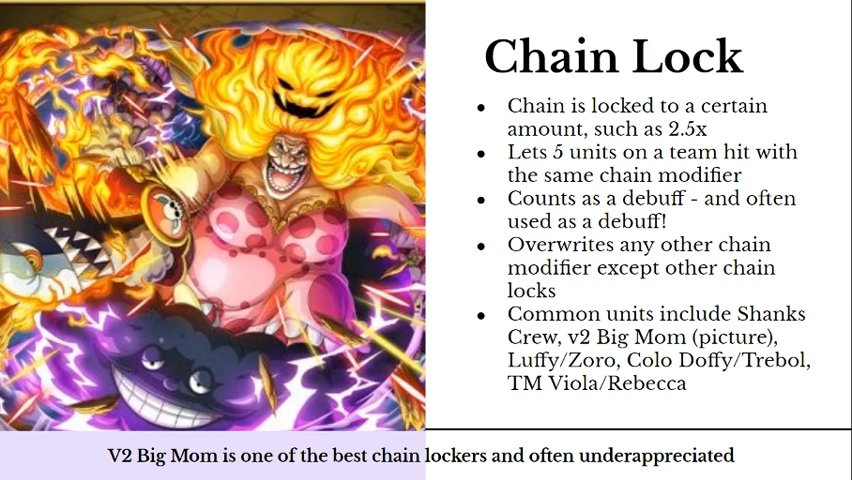 Chain Lock
● Chain is locked to a certain
amount, such as 2.5x
● Lets 5 units on a team hit with
the same chain modifier
● Counts as a debuff - and often
used as a debuff!
● Overwrites any other chain
modifier except other chain
locks
● Common units include Shanks
Crew, v2 Big Mom (picture),
Luffy/Zoro, Colo Doffy/Trebol,
TM Viola/Rebecca
V2 Big Mom is one of the best chain lockers and often underappreciated